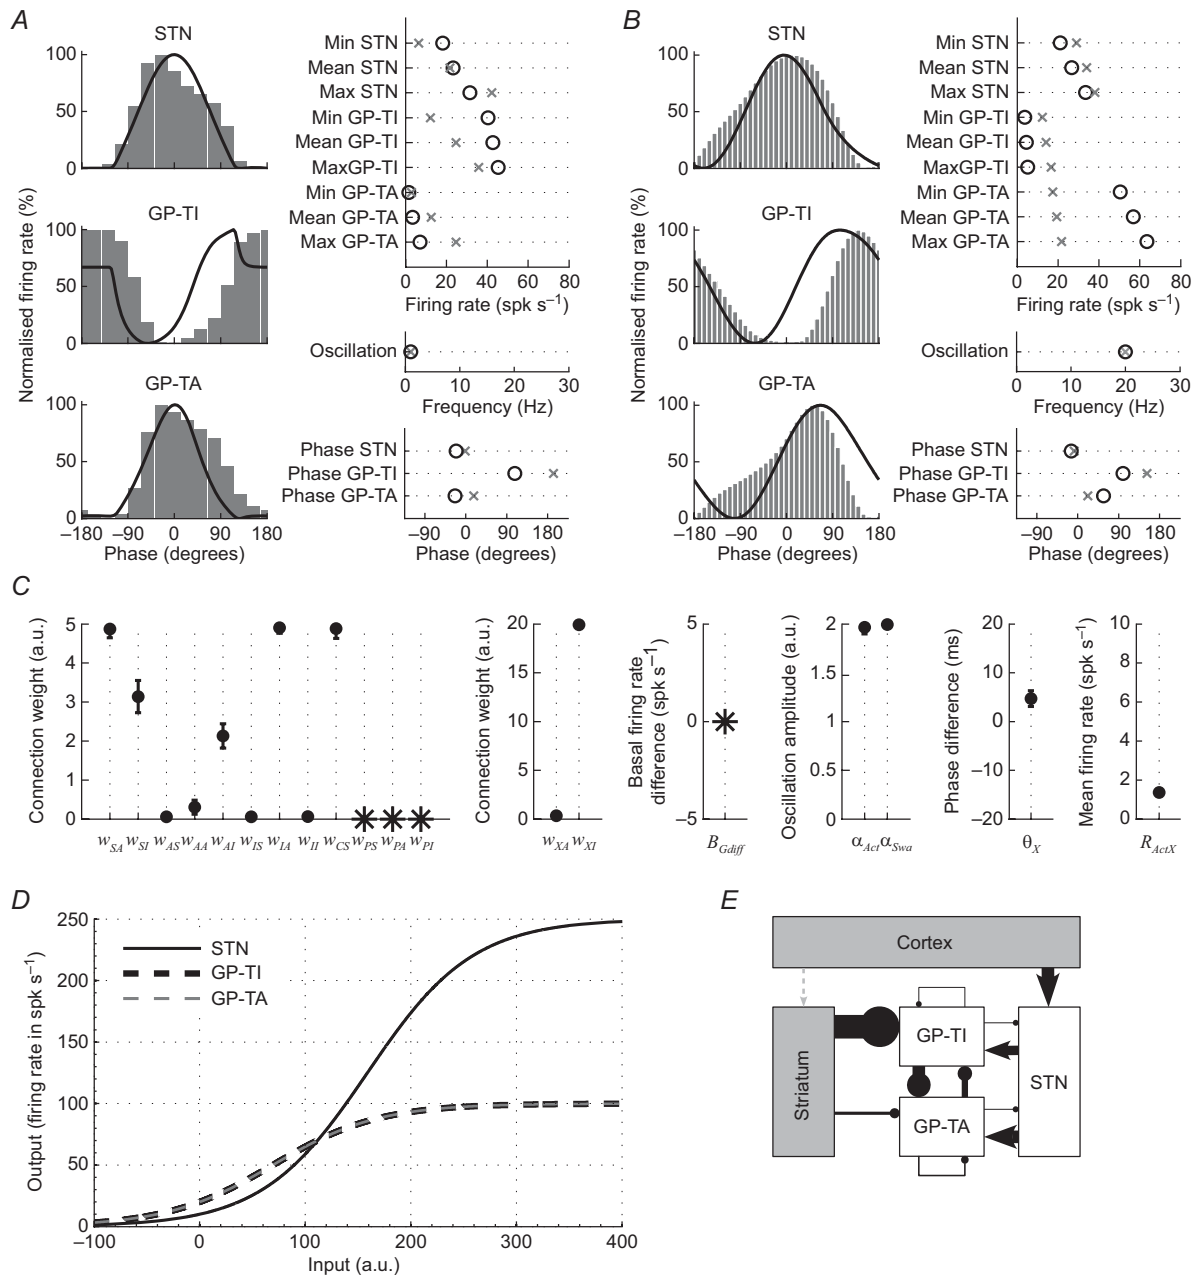 A
STN
100
50
0
GP-TI
100
50
0
GP-TA
100
50
0
–180
–90
0
90
180
Phase (degrees)
Normalised firing rate (%)
Min STN
Mean STN
Max STN
Min GP-TI
Mean GP-TI
MaxGP-TI
Min GP-TA
Mean GP-TA
Max GP-TA
0
20
40
60
80
Firing rate (spk s–1)
Oscillation
0
10
20
30
Frequency (Hz)
Phase STN
Phase GP-TI
Phase GP-TA
–90
0
90
180
Phase (degrees)
B
STN
100
50
0
GP-TI
100
50
0
GP-TA
100
50
0
–180
–90
0
90
180
Phase (degrees)
Normalised firing rate (%)
Min STN
Mean STN
Max STN
Min GP-TI
Mean GP-TI
MaxGP-TI
Min GP-TA
Mean GP-TA
Max GP-TA
0
20
40
60
80
Firing rate (spk s–1)
Oscillation
0
10
20
30
Frequency (Hz)
Phase STN
Phase GP-TI
Phase GP-TA
–90
0
90
180
Phase (degrees)
C
Connection weight (a.u.)
5
4
3
2
1
0
wSA wSI wAS wAA wAI wIS wIA wII wCS wPS wPA wPI
Connection weight (a.u.)
20
10
0
wXA wXI
Basal firing rate
difference (spk s–1)
5
0
–5
BGdiff
Oscillation amplitude (a.u.)
2
1.5
1
0.5
0
αAct αSwa
Phase difference (ms)
20
10
0
–10
–20
θX
Mean firing rate (spk s–1)
10
8
6
4
2
0
RActX
D
Output (firing rate in spk s–1)
250
200
150
100
50
0
STN
GP-TI
GP-TA
–100
0
100
200
300
400
Input (a.u.)
E
Cortex
Striatum
GP-TI
GP-TA
STN